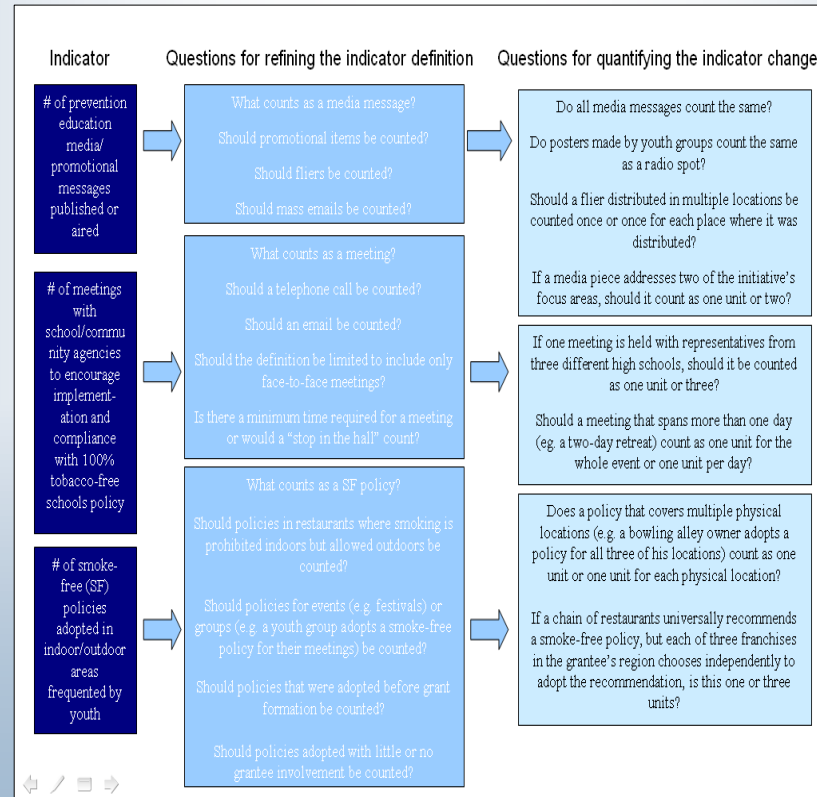 Indicator
Questions for refining the indicator definition
Questions for quantifying the indicator change
# of prevention
education
media/
promotional
messages
published or
aired
What counts as a media message?
Should promotional items be counted?
Should fliers be counted?
Should mass emails be counted?
Do all media messages count the same?
Do posters made by youth groups count the same
as a radio spot?
Should a flier distributed in multiple locations be
counted once or once for each place where it was
distributed?
If a media piece addresses two of the initiative's
focus areas, should it count as one unit or two?
# of meetings
with
school/commu
nity agencies
to encourage
implement-
ation and
compliance
with 100%
tobacco-free
schools policy
What counts as a meeting?
Should a telephone call be counted?
Should an email be counted?
Should the definition be limited to include only
face-to-face meetings?
Is there a minimum time required for a meeting
or would a "stop in the hall" count?
If one meeting is held with representatives from
three different high schools, should it be counted
as one unit or three?
Should a meeting that spans more than one day
(eg. a two-day retreat) count as one unit for the
whole event or one unit per day?
# of smoke-
free (SF)
policies
adopted in
indoor/outdoor
areas
frequented by
youth
What counts as a SF policy?
Should policies in restaurants where smoking is
prohibited indoors but allowed outdoors be
counted?
Should policies for events (e.g. festivals) or
groups (e.g. a youth group adopts a smoke-free
policy for their meetings) be counted?
Should policies that were adopted before grant
formation be counted?
Should policies adopted with little or no
grantee involvement be counted?
Does a policy that covers multiple physical
locations (e.g. a bowling alley owner adopts a
policy for all three of his locations) count as one
unit or one unit for each physical location?
If a chain of restaurants universally recommends
a smoke-free policy, but each of three franchises
in the grantee's region chooses independently to
adopt the recommendation, is this one or three
units?